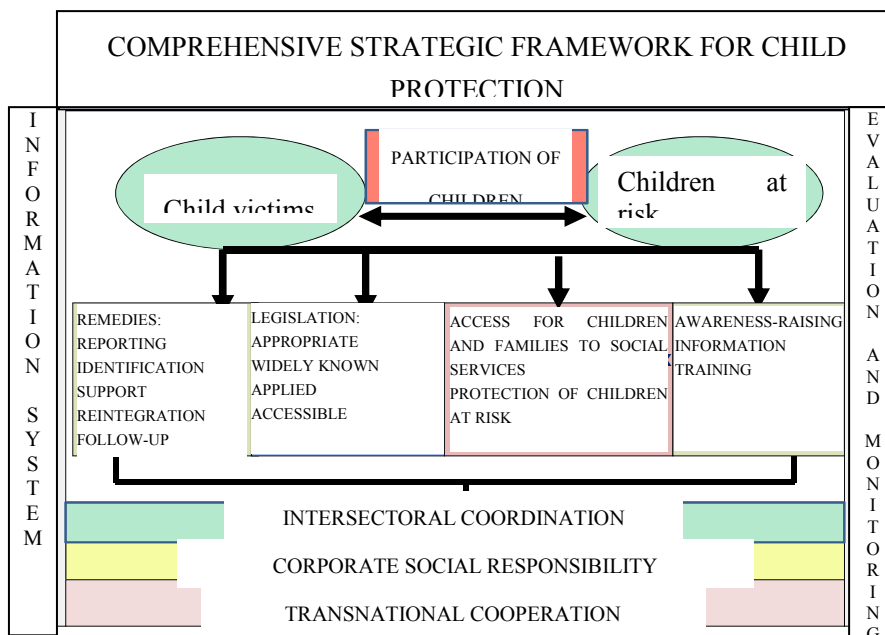 COMPREHENSIVE STRATEGIC FRAMEWORK FOR CHILD
PROTECTION
INFORMATION SYSTEM
PARTICIPATION OF
CHILDREN
Child victims
Children at
risk
REMEDIES:
REPORTING
IDENTIFICATION
SUPPORT
REINTEGRATION
FOLLOW-UP
LEGISLATION:
APPROPRIATE
WIDELY KNOWN
APPLIED
ACCESSIBLE
ACCESS FOR CHILDREN
AND FAMILIES TO SOCIAL
SERVICES
PROTECTION OF CHILDREN
AT RISK
AWARENESS-RAISING
INFORMATION
TRAINING
INTERSECTORAL COORDINATION
CORPORATE SOCIAL RESPONSIBILITY
TRANSNATIONAL COOPERATION
EVALUATION AND MONITORING